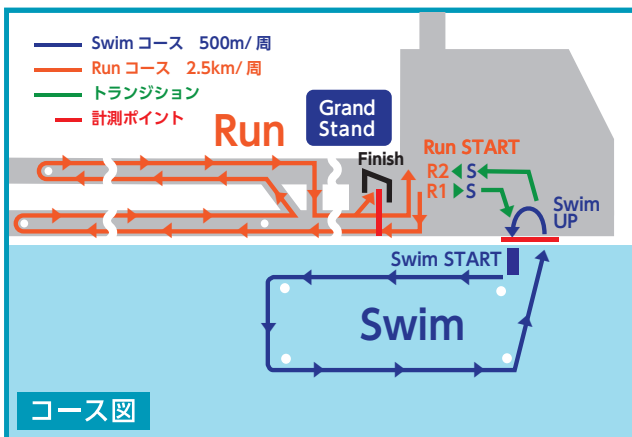 Swim コース 500m/ 周
Run コース 2.5km/ 周
トランジション
計測ポイント
Run
Grand
Stand
Finish
Run START
R2 S
R1 S
Swim
UP
Swim START
Swim
コース図